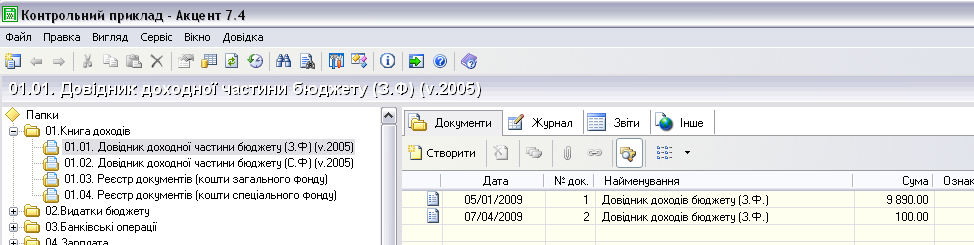 Контрольний приклад - Акцент 7.4
Файл Правка Вигляд Сервіс Вікно Довідка
01.01. Довідник доходної частини бюджету (З.Ф) (v.2005)
Папки
01.Книга доходів
01.01. Довідник доходної частини бюджету (З.Ф) (v.2005)
01.02. Довідник доходної частини бюджету (С.Ф) (v.2005)
01.03. Реєстр документів (кошти загального фонду)
01.04. Реєстр документів (кошти спеціального фонду)
02.Видатки бюджету
03.Банківські операції
04.Зарплата
Документи Журнал Звіти Інше
Створити
Дата № док. Найменування Сума Ознак
05/01/2009 1 Довідник доходів бюджету (З.Ф.) 9 890.00
07/04/2009 2 Довідник доходів бюджету (З.Ф.) 100.00